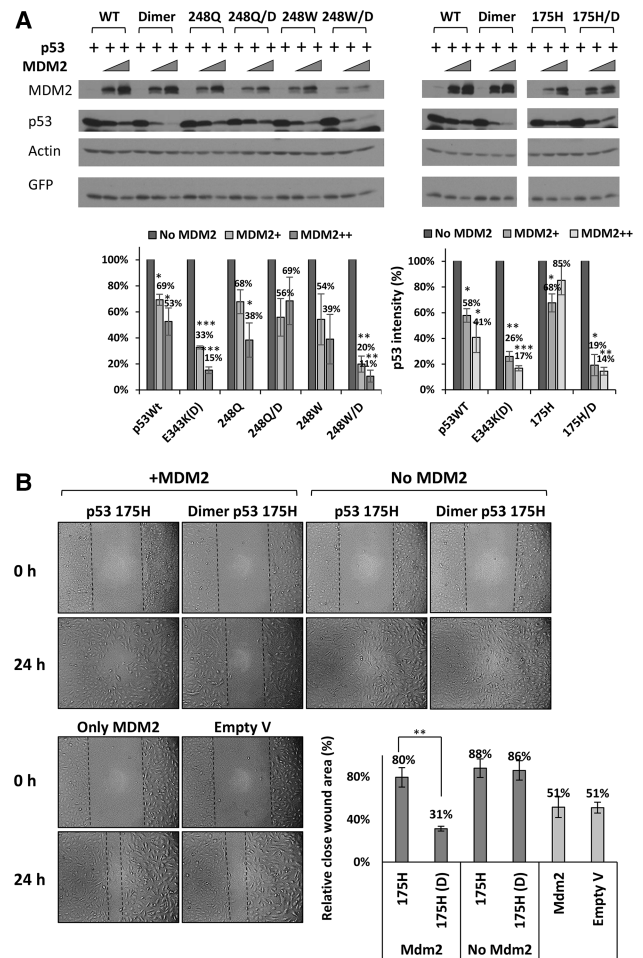 A
WT Dimer 248Q 248Q/D 248W 248W/D WT Dimer 175H 175H/D
p53 + + + + + + + + + + + + + + + + + + + + + + + + + + + + + +
MDM2
MDM2
p53
Actin
GFP
No MDM2 MDM2+ MDM2++
100%
80%
60%
40%
20%
0%
* 69% * 53%
*** 33% *** 15%
68% * 38%
56% 69%
54% 39%
** 20% ** 11%
p53Wt E343K(D) 248Q 248Q/D 248W 248W/D
No MDM2 MDM2+ MDM2++
p53 intensity (%)
100%
80%
60%
40%
20%
0%
* 58% * 41%
** 26% *** 17%
* 68% 85%
* 19% ** 14%
p53WT E343K(D) 175H 175H/D
B
+MDM2 No MDM2
p53 175H Dimer p53 175H p53 175H Dimer p53 175H
0 h
24 h
Only MDM2 Empty V
0 h
24 h
Relative close wound area (%)
80%
40%
0%
**
80% 31% 88% 86% 51% 51%
175H 175H (D) 175H 175H (D) Mdm2 Empty V
Mdm2 No Mdm2